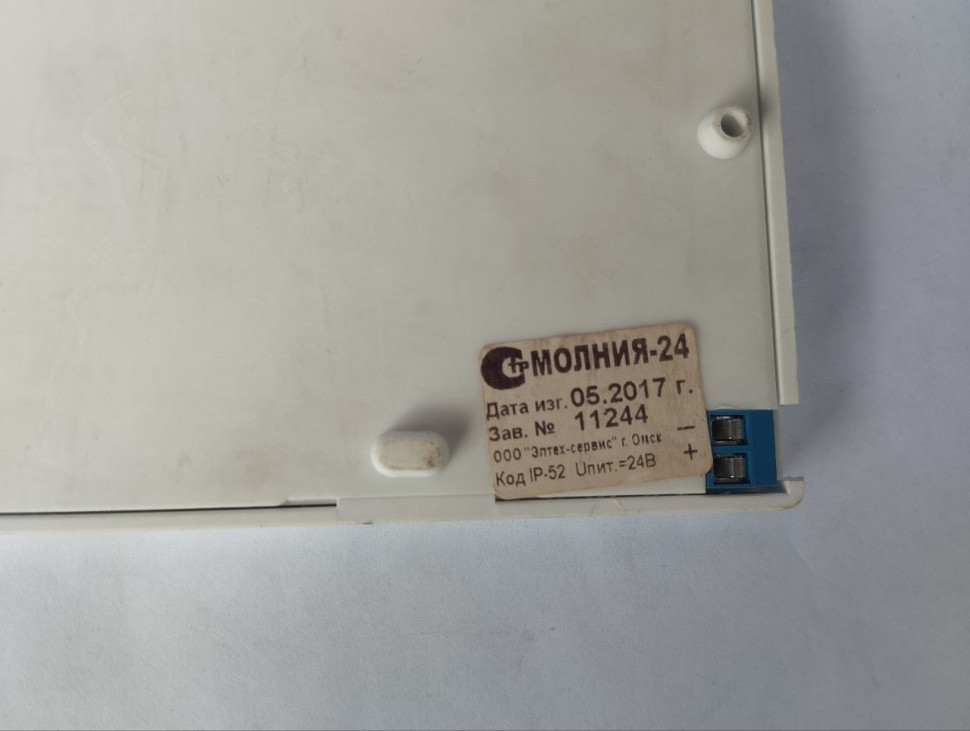 МОЛНИЯ-24
Дата изг. 05.2017 г.
Зав. № 11244
ООО "Элтех-сервис" г. Омск
Код IP-52 Uпит.=24В
−
+